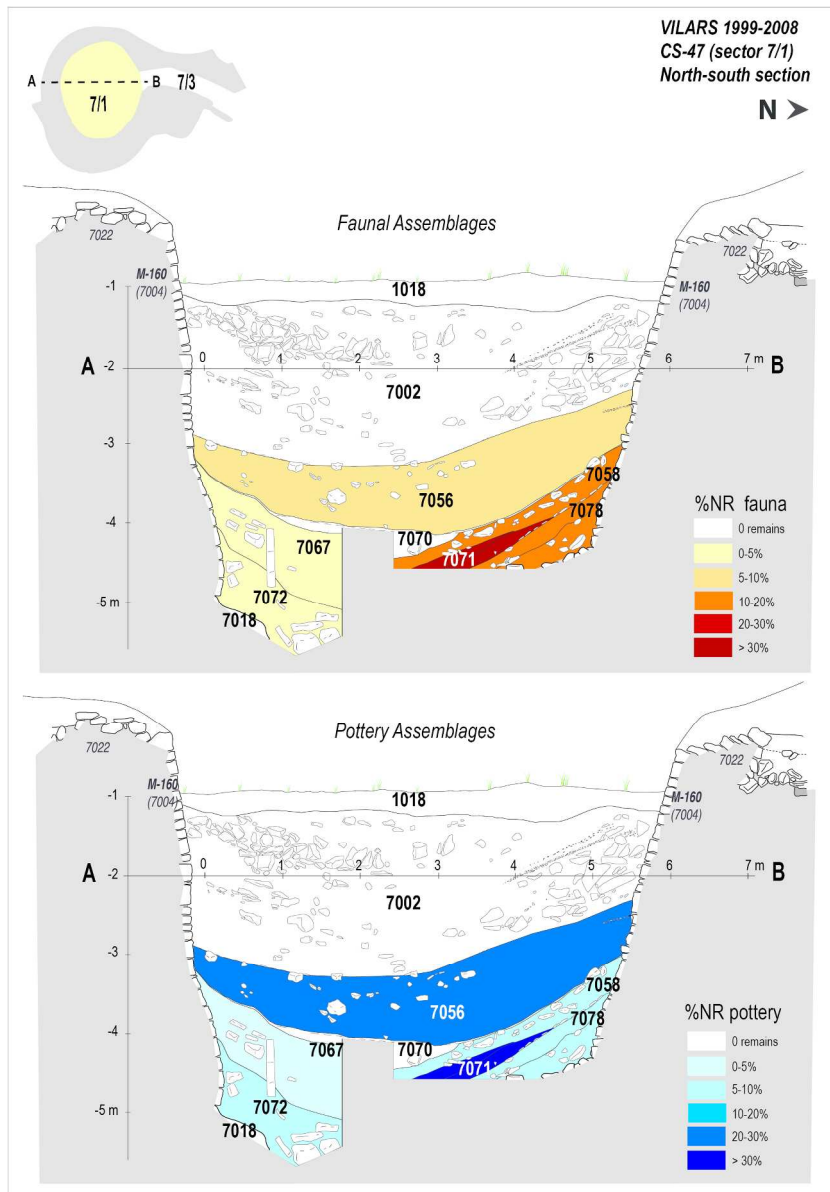 VILARS 1999-2008
CS-47 (sector 7/1)
North-south section
N
A B 7/3
7/1
Faunal Assemblages
7022
7022
M-160
(7004)
M-160
(7004)
-1
1018
A -2 0 1 2 3 4 5 6 7 m B
7002
-3
7056
7058
7078
-4
7067
7070
7071
-5 m
7072
7018
%NR fauna
0 remains
0-5%
5-10%
10-20%
20-30%
> 30%
Pottery Assemblages
7022
7022
M-160
(7004)
M-160
(7004)
-1
1018
A -2 0 1 2 3 4 5 6 7 m B
7002
-3
7056
7058
7078
-4
7067
7070
7071
-5 m
7072
7018
%NR pottery
0 remains
0-5%
5-10%
10-20%
20-30%
> 30%